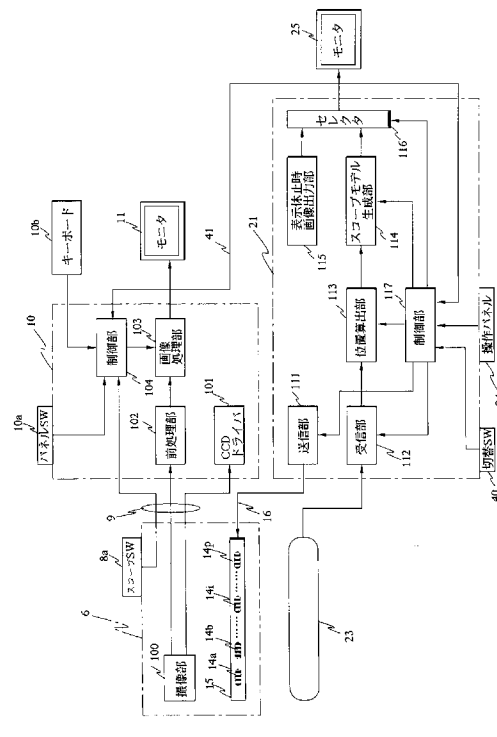 10b
キーボード
11
モニタ
25
モニタ
10
10a
パネルSW
制御部
104
103
画像
処理部
102
前処理部
101
CCD
ドライバ
41
21
セレクタ
116
表示休止時
画像出力部
115
スコープモデル
生成部
114
113
位置算出部
117
制御部
操作パネル
111
送信部
受信部
112
切替SW
40
9
8a
スコープSW
6
100
撮像部
16
14p
14i
14b
14a
15
23